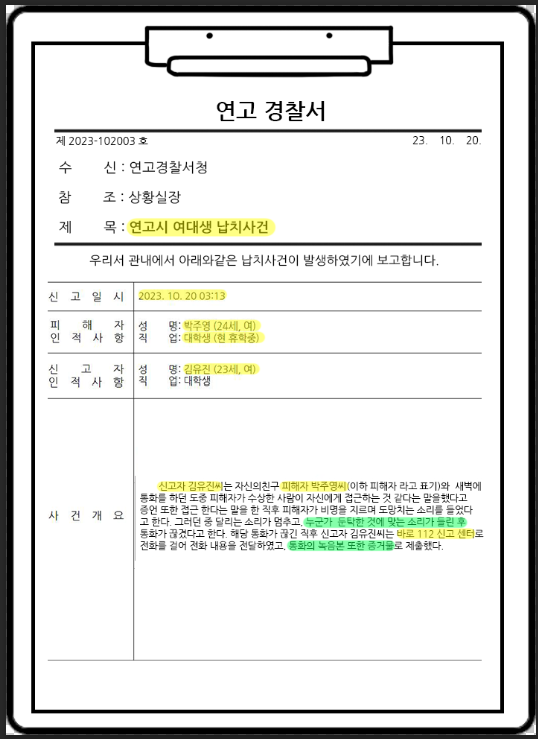 연고 경찰서
제 2023-102003 호 23. 10. 20.
수 신 : 연고경찰서청
참 조 : 상황실장
제 목 : 연고시 여대생 납치사건
우리서 관내에서 아래와같은 납치사건이 발생하였기에 보고합니다.
신 고 일 시 2023. 10. 20 03:13
피 해 자 성 명: 박주영 (24세, 여)
인 적 사 항 직 업: 대학생 (현 휴학중)
신 고 자 성 명: 김유진 (23세, 여)
인 적 사 항 직 업: 대학생
신고자 김유진씨는 자신의친구 피해자 박주영씨(이하 피해자 라고 표기)와 새벽에
통화를 하던 도중 피해자가 수상한 사람이 자신에게 접근하는 것 같다는 말을했다고
증언 또한 접근 한다는 말을 한 직후 피해자가 비명을 지르며 도망치는 소리를 들었다
사 건 개 요
고 한다. 그러던 중 달리는 소리가 멈추고, 누군가 둔탁한 것에 맞는 소리가 들린 후
통화가 끊겼다고 한다. 해당 통화가 끊긴 직후 신고자 김유진씨는 바로 112 신고 센터로
전화를 걸어 전화 내용을 전달하였고, 통화의 녹음본 또한 증거물로 제출했다.